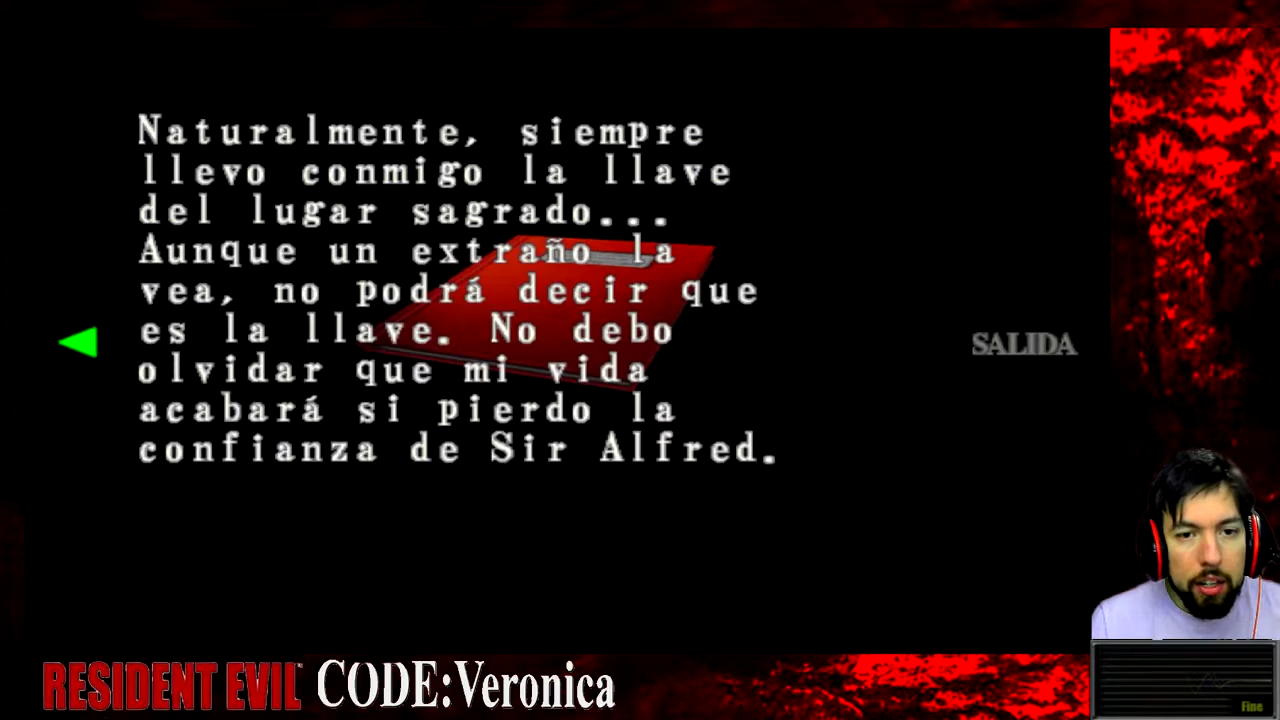 Naturalmente, siempre
llevo conmigo la llave
del lugar sagrado...
Aunque un extraño la
vea, no podrá decir que
es la llave. No debo
olvidar que mi vida
acabará si pierdo la
confianza de Sir Alfred.
SALIDA
RESIDENT EVIL™ CODE:Veronica
Fine